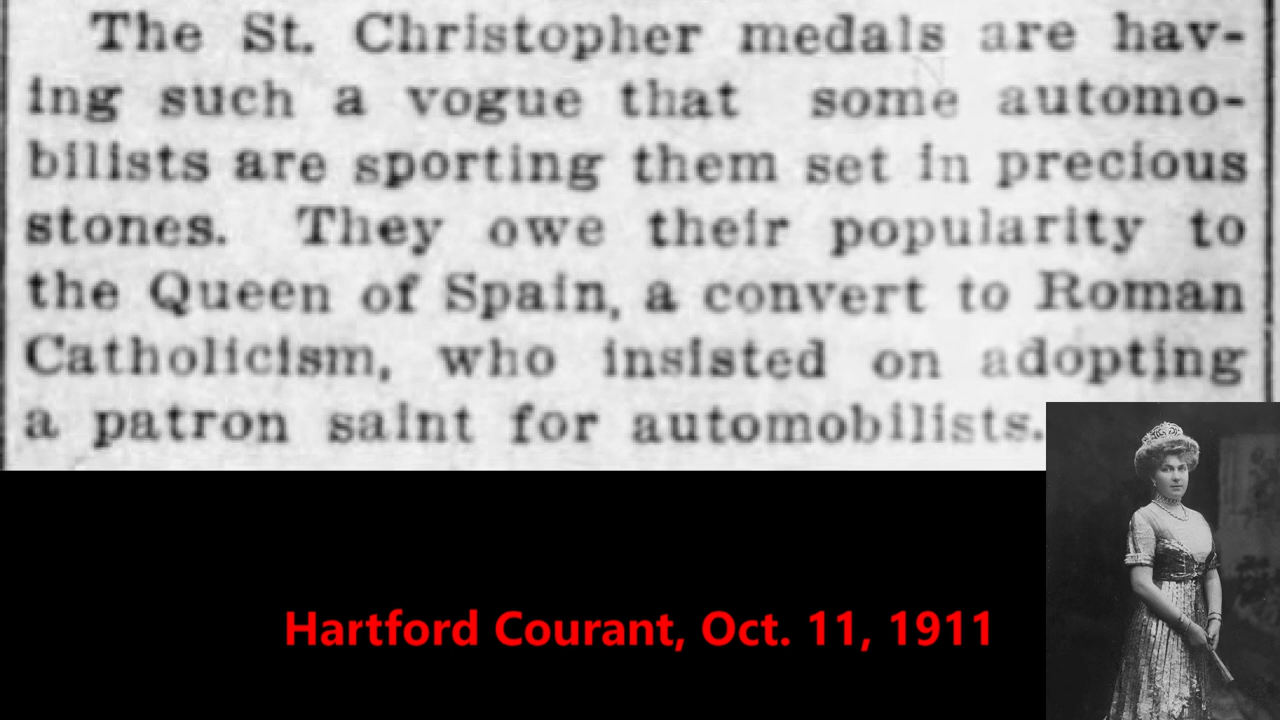 The St. Christopher medals are hav-
ing such a vogue that some automo-
bilists are sporting them set in precious
stones. They owe their popularity to
the Queen of Spain, a convert to Roman
Catholicism, who insisted on adopting
a patron saint for automobilists.
Hartford Courant, Oct. 11, 1911